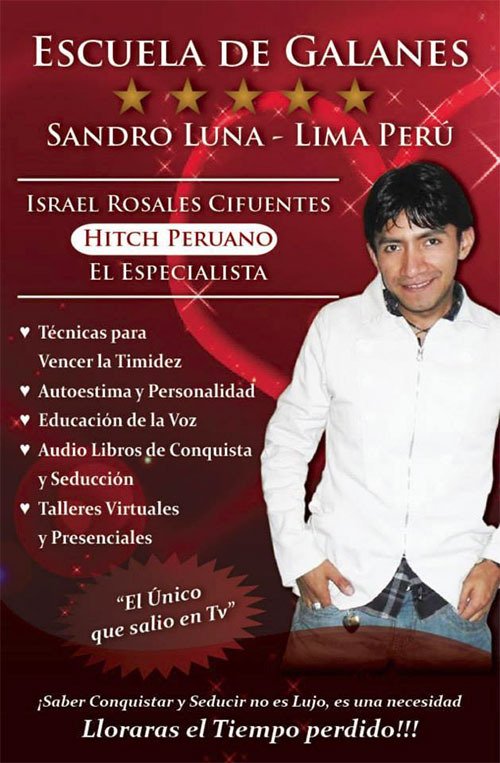 ESCUELA DE GALANES
SANDRO LUNA - LIMA PERÚ
ISRAEL ROSALES CIFUENTES
HITCH PERUANO
EL ESPECIALISTA
♥ Técnicas para
Vencer la Timidez
♥ Autoestima y Personalidad
♥ Educación de la Voz
♥ Audio Libros de Conquista
y Seducción
♥ Talleres Virtuales
y Presenciales
"El Único
que salio en Tv"
¡Saber Conquistar y Seducir no es Lujo, es una necesidad
Lloraras el Tiempo perdido!!!